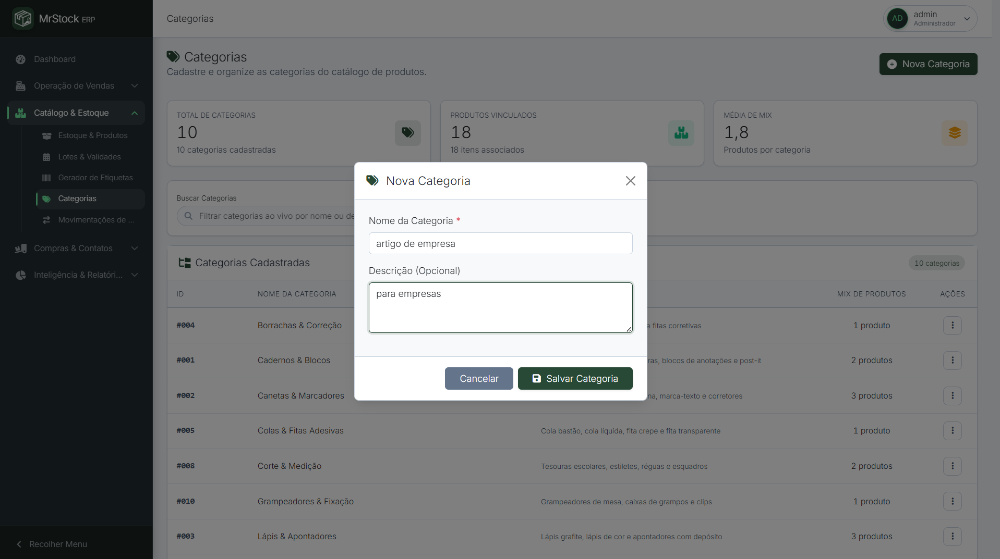 MrStock ERP
Categorias
AD
admin
Administrador
Dashboard
Operação de Vendas
Catálogo & Estoque
Estoque & Produtos
Lotes & Validades
Gerador de Etiquetas
Categorias
Movimentações de ...
Compras & Contatos
Inteligência & Relatóri...
Recolher Menu
Categorias
Cadastre e organize as categorias do catálogo de produtos.
Nova Categoria
TOTAL DE CATEGORIAS
10
10 categorias cadastradas
PRODUTOS VINCULADOS
18
18 itens associados
MÉDIA DE MIX
1,8
Produtos por categoria
Buscar Categorias
Filtrar categorias ao vivo por nome ou de
Nova Categoria
Nome da Categoria *
artigo de empresa
Descrição (Opcional)
para empresas
Cancelar
Salvar Categoria
Categorias Cadastradas
10 categorias
ID NOME DA CATEGORIA MIX DE PRODUTOS AÇÕES
#004 Borrachas & Correção e fitas corretivas 1 produto
#001 Cadernos & Blocos ras, blocos de anotações e post-it 2 produtos
#002 Canetas & Marcadores na, marca-texto e corretores 3 produtos
#005 Colas & Fitas Adesivas Cola bastão, cola líquida, fita crepe e fita transparente 1 produto
#008 Corte & Medição Tesouras escolares, estiletes, réguas e esquadros 2 produtos
#010 Grampeadores & Fixação Grampeadores de mesa, caixas de grampos e clips 1 produto
#003 Lápis & Apontadores Lápis grafite, lápis de cor e apontadores com depósito 3 produtos